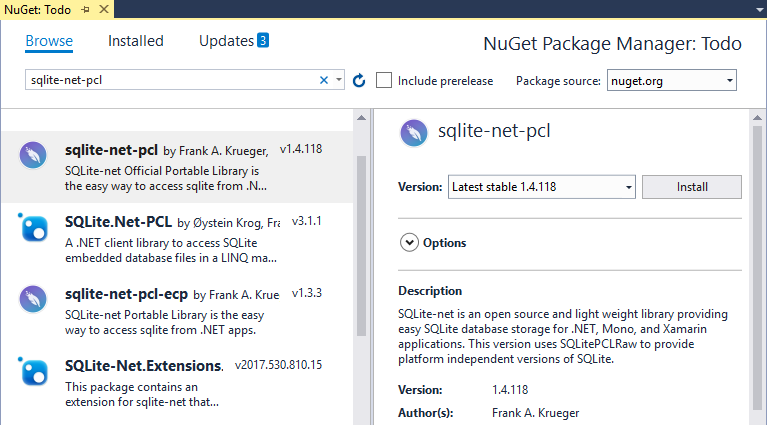 NuGet: Todo
Browse
Installed
Updates 3
NuGet Package Manager: Todo
sqlite-net-pcl
Include prerelease
Package source: nuget.org
sqlite-net-pcl by Frank A. Krueger, v1.4.118
SQLite-net Official Portable Library is
the easy way to access sqlite from .N...
SQLite.Net-PCL by Øystein Krog, Fra v3.1.1
A .NET client library to access SQLite
embedded database files in a LINQ ma...
sqlite-net-pcl-ecp by Frank A. Krue v1.3.3
SQLite-net Portable Library is the easy
way to access sqlite from .NET apps.
SQLite-Net.Extensions. v2017.530.810.15
This package contains an
extension for sqlite-net that...
sqlite-net-pcl
Version: Latest stable 1.4.118 Install
Options
Description
SQLite-net is an open source and light weight library providing
easy SQLite database storage for .NET, Mono, and Xamarin
applications. This version uses SQLitePCLRaw to provide
platform independent versions of SQLite.
Version: 1.4.118
Author(s): Frank A. Krueger